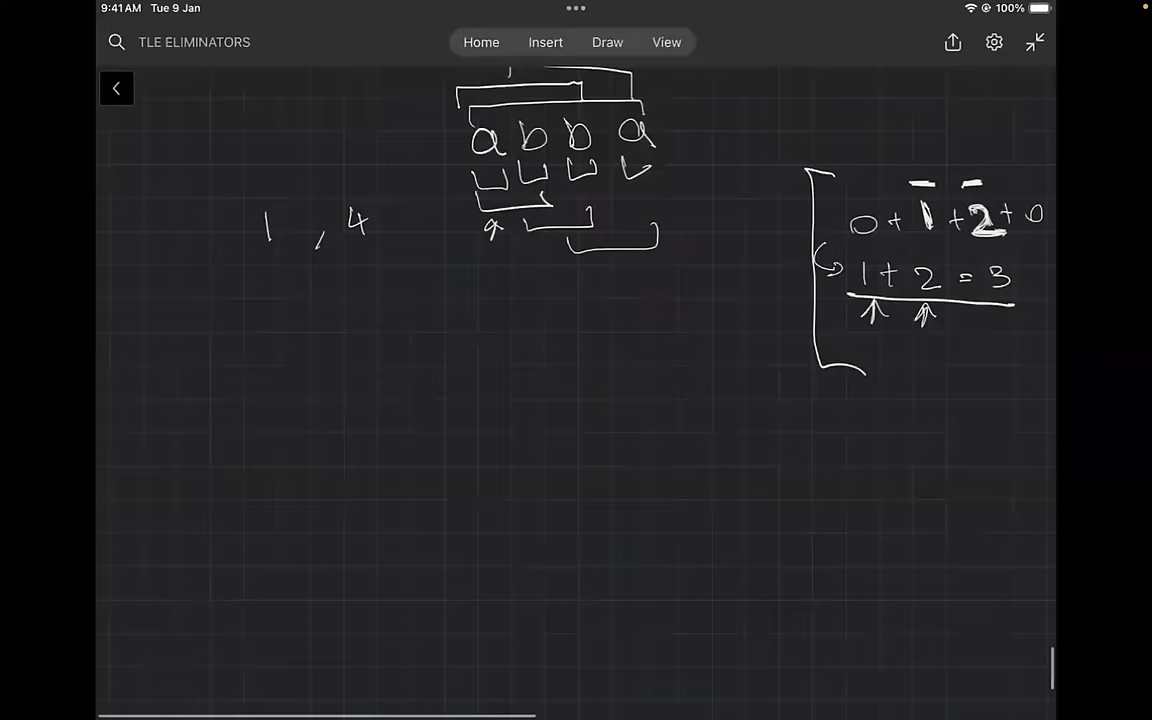 9:41 AM Tue 9 Jan
100%
TLE ELIMINATORS
Home Insert Draw View
a b b a
1 , 4
0 + 1 + 2 + 0
1 + 2 = 3